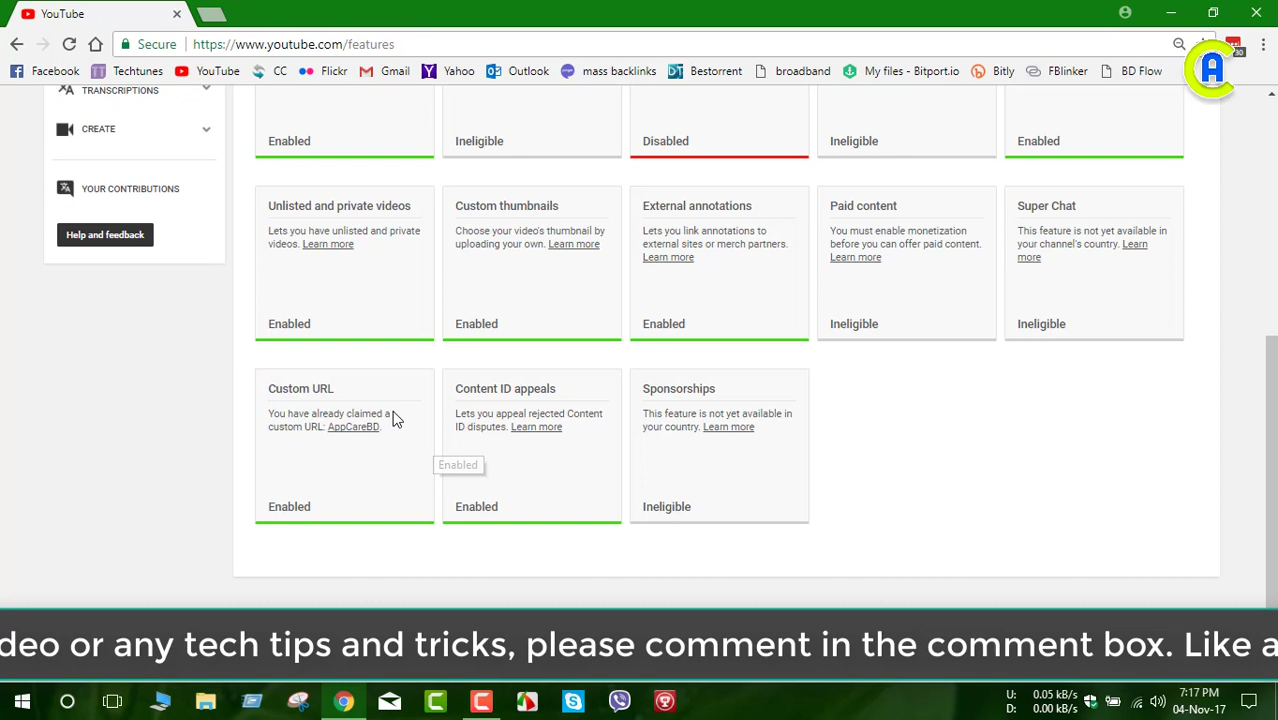 YouTube
Secure
https://www.youtube.com/features
30
Facebook
Techtunes
YouTube
CC
Flickr
Gmail
Yahoo
Outlook
mass backlinks
Bestorrent
broadband
My files - Bitport.io
Bitly
FBlinker
BD Flow
A
TRANSCRIPTIONS
CREATE
YOUR CONTRIBUTIONS
Help and feedback
Enabled
Ineligible
Disabled
Ineligible
Enabled
Unlisted and private videos
Lets you have unlisted and private
videos. Learn more
Enabled
Custom thumbnails
Choose your video's thumbnail by
uploading your own. Learn more
Enabled
External annotations
Lets you link annotations to
external sites or merch partners.
Learn more
Enabled
Paid content
You must enable monetization
before you can offer paid content.
Learn more
Ineligible
Super Chat
This feature is not yet available in
your channel's country. Learn
more
Ineligible
Custom URL
You have already claimed a
custom URL: AppCareBD.
Enabled
Content ID appeals
Lets you appeal rejected Content
ID disputes. Learn more
Enabled
Enabled
Sponsorships
This feature is not yet available in
your country. Learn more
Ineligible
deo or any tech tips and tricks, please comment in the comment box. Like a
U: 0.05 kB/s
D: 0.00 kB/s
7:17 PM
04-Nov-17